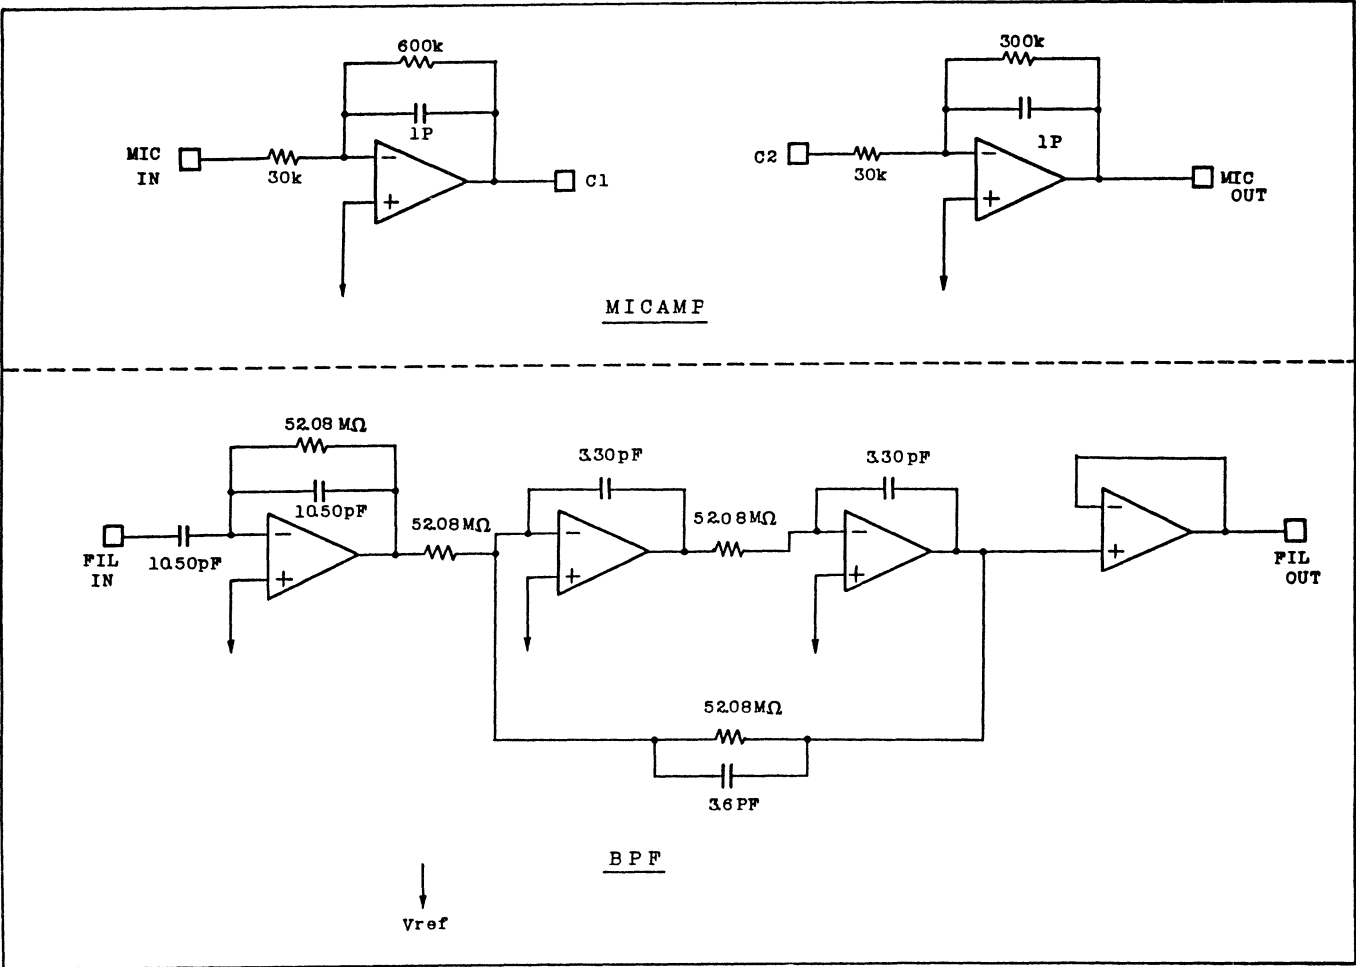 600k
1P
MIC
IN
30k
−
+
C1
300k
1P
C2
30k
−
+
MIC
OUT
MICAMP
52.08 MΩ
10.50pF
FIL
IN
10.50pF
−
+
52.08MΩ
3.30pF
−
+
52.08MΩ
3.30pF
−
+
−
+
FIL
OUT
52.08MΩ
3.6PF
BPF
Vref